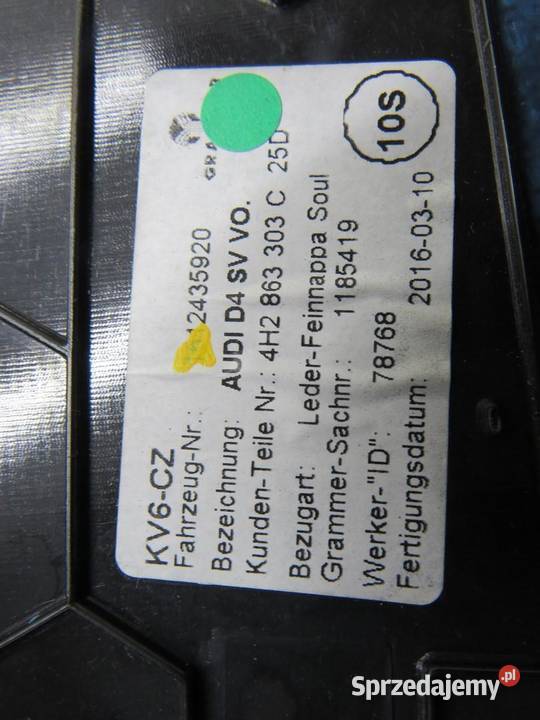 KV6-CZ
Fahrzeug-Nr.: 12435920
Bezeichnung: AUDI D4 SV VO.
Kunden-Teile Nr.: 4H2 863 303 C 25D
Bezugart: Leder-Feinnappa Soul
Grammer-Sachnr.: 1185419
Werker-"ID": 78768
Fertigungsdatum: 2016-03-10
10S
Sprzedajemy.pl